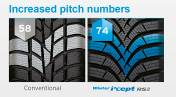 Increased pitch numbers
58
74
Conventional
Winter i*cept RS2